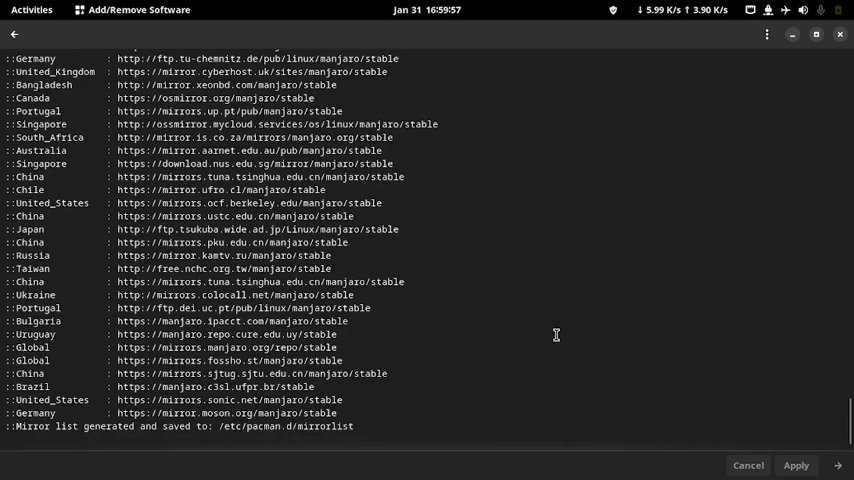 Activities
Add/Remove Software
Jan 31 16:59:57
↓ 5.99 K/s ↑ 3.90 K/s
::Germany : http://ftp.tu-chemnitz.de/pub/linux/manjaro/stable
::United_Kingdom : https://mirror.cyberhost.uk/sites/manjaro/stable
::Bangladesh : http://mirror.xeonbd.com/manjaro/stable
::Canada : https://osmirror.org/manjaro/stable
::Portugal : https://mirrors.up.pt/pub/manjaro/stable
::Singapore : http://ossmirror.mycloud.services/os/linux/manjaro/stable
::South_Africa : http://mirror.is.co.za/mirrors/manjaro.org/stable
::Australia : https://mirror.aarnet.edu.au/pub/manjaro/stable
::Singapore : https://download.nus.edu.sg/mirror/manjaro/stable
::China : https://mirrors.tuna.tsinghua.edu.cn/manjaro/stable
::Chile : https://mirror.ufro.cl/manjaro/stable
::United_States : https://mirrors.ocf.berkeley.edu/manjaro/stable
::China : https://mirrors.ustc.edu.cn/manjaro/stable
::Japan : http://ftp.tsukuba.wide.ad.jp/Linux/manjaro/stable
::China : https://mirrors.pku.edu.cn/manjaro/stable
::Russia : https://mirror.kamtv.ru/manjaro/stable
::Taiwan : http://free.nchc.org.tw/manjaro/stable
::China : https://mirrors.tuna.tsinghua.edu.cn/manjaro/stable
::Ukraine : http://mirrors.colocall.net/manjaro/stable
::Portugal : http://ftp.dei.uc.pt/pub/linux/manjaro/stable
::Bulgaria : https://manjaro.ipacct.com/manjaro/stable
::Uruguay : https://manjaro.repo.cure.edu.uy/stable
::Global : https://mirrors.manjaro.org/repo/stable
::Global : https://mirrors.fossho.st/manjaro/stable
::China : https://mirrors.sjtug.sjtu.edu.cn/manjaro/stable
::Brazil : https://manjaro.c3sl.ufpr.br/stable
::United_States : https://mirrors.sonic.net/manjaro/stable
::Germany : https://mirror.moson.org/manjaro/stable
::Mirror list generated and saved to: /etc/pacman.d/mirrorlist
Cancel
Apply